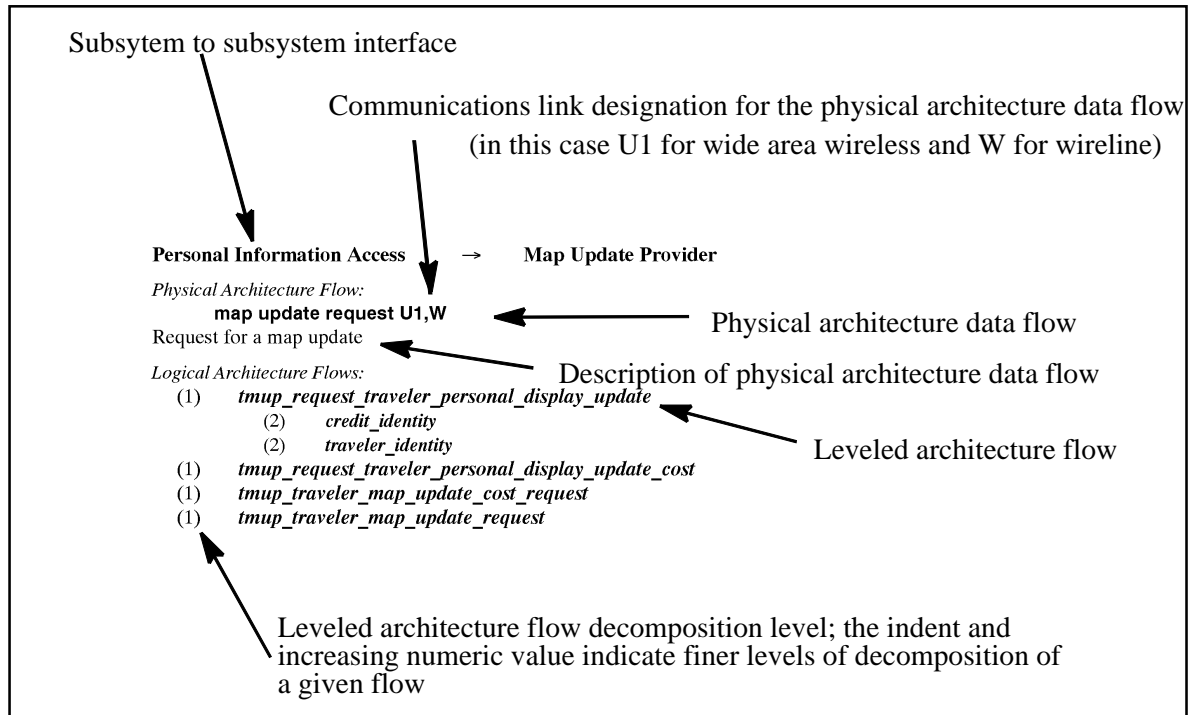 Subsytem to subsystem interface
Communications link designation for the physical architecture data flow
(in this case U1 for wide area wireless and W for wireline)
Personal Information Access → Map Update Provider
Physical Architecture Flow:
map update request U1,W
Physical architecture data flow
Request for a map update
Description of physical architecture data flow
Logical Architecture Flows:
(1) tmup_request_traveler_personal_display_update
(2) credit_identity
(2) traveler_identity
Leveled architecture flow
(1) tmup_request_traveler_personal_display_update_cost
(1) tmup_traveler_map_update_cost_request
(1) tmup_traveler_map_update_request
Leveled architecture flow decomposition level; the indent and
increasing numeric value indicate finer levels of decomposition of
a given flow